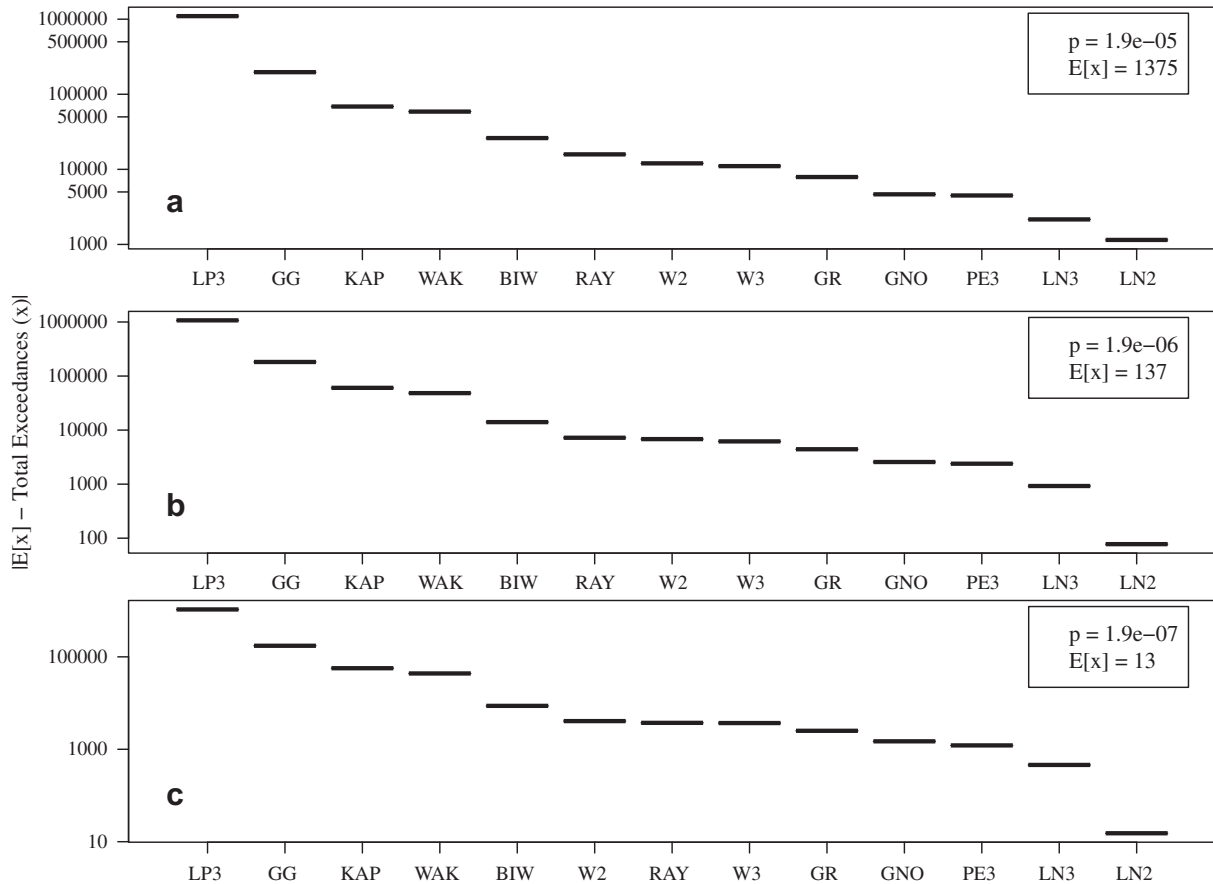 |E[x] − Total Exceedances (x)|
1000000
500000
100000
50000
10000
5000
1000
p = 1.9e−05
E[x] = 1375
a
LP3 GG KAP WAK BIW RAY W2 W3 GR GNO PE3 LN3 LN2
1000000
100000
10000
1000
100
p = 1.9e−06
E[x] = 137
b
LP3 GG KAP WAK BIW RAY W2 W3 GR GNO PE3 LN3 LN2
100000
1000
10
p = 1.9e−07
E[x] = 13
c
LP3 GG KAP WAK BIW W2 RAY W3 GR GNO PE3 LN3 LN2